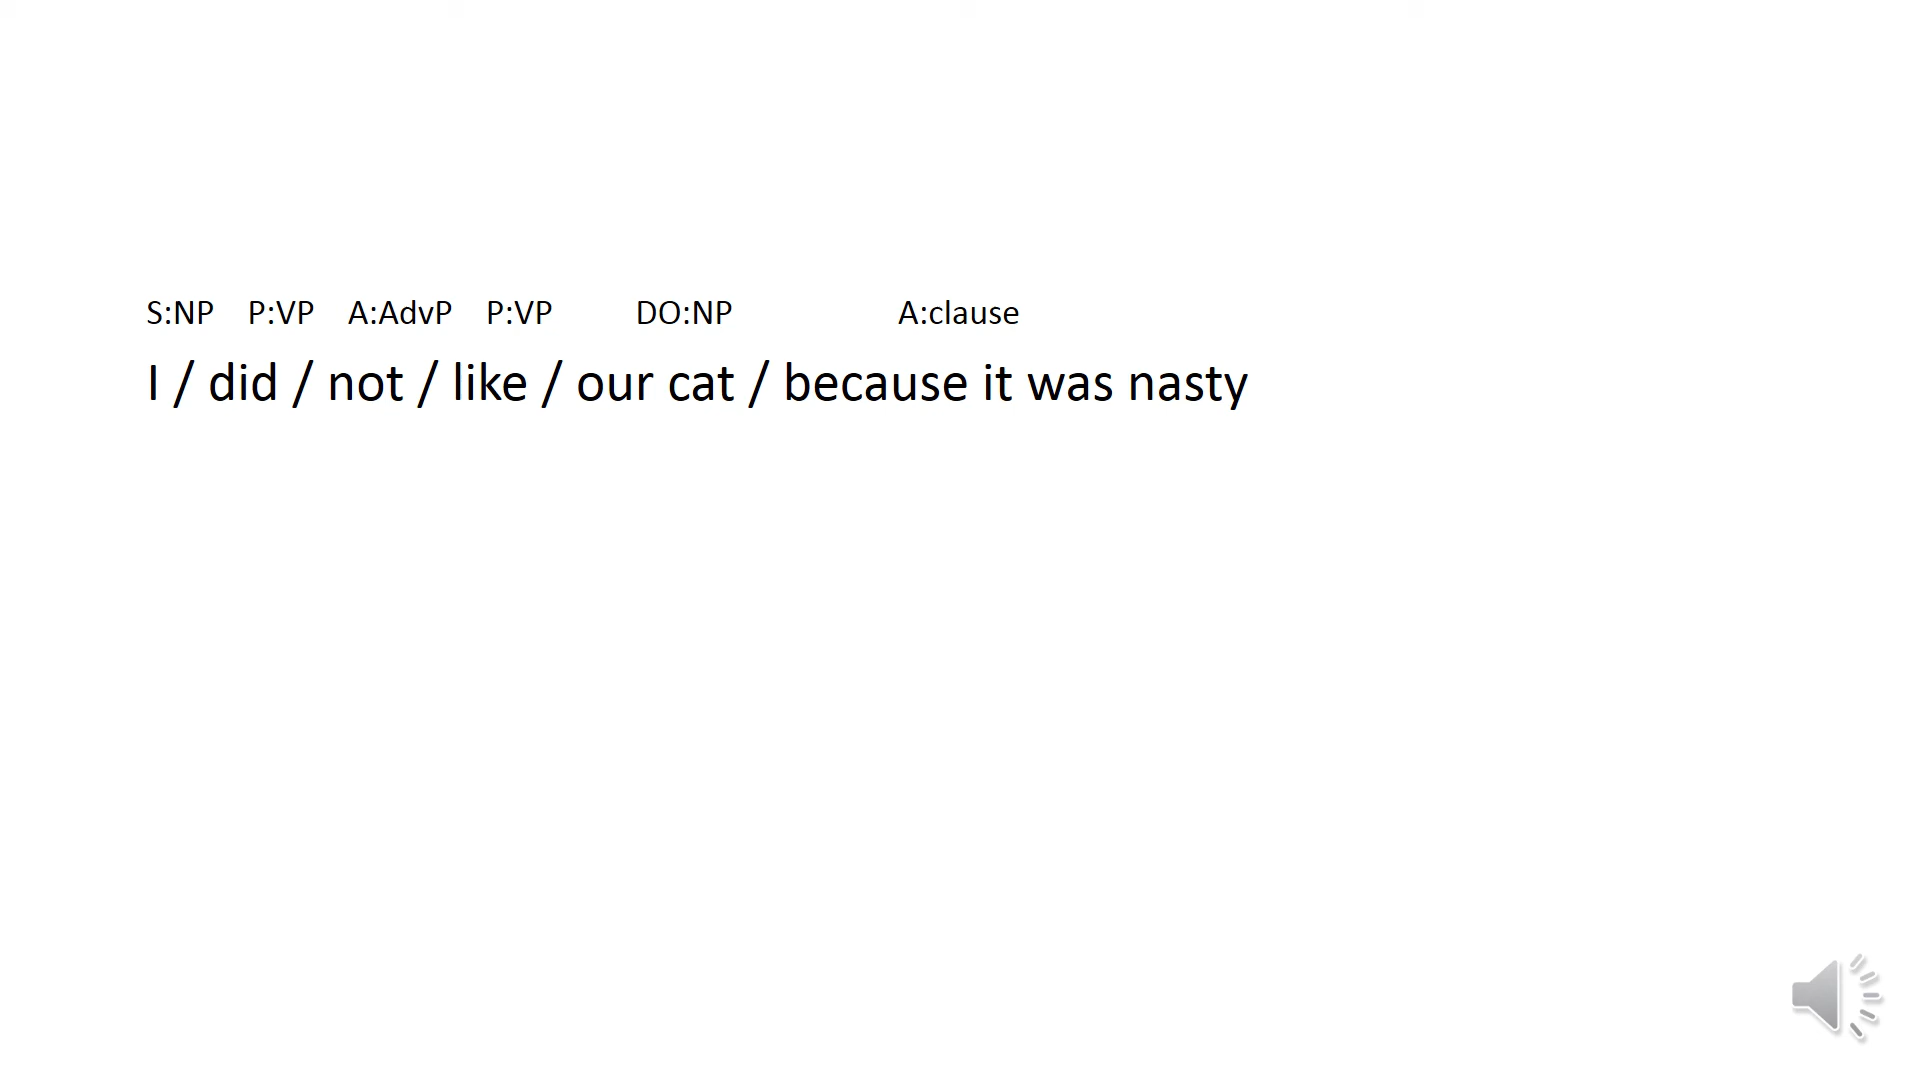 S:NP P:VP A:AdvP P:VP DO:NP A:clause
I / did / not / like / our cat / because it was nasty